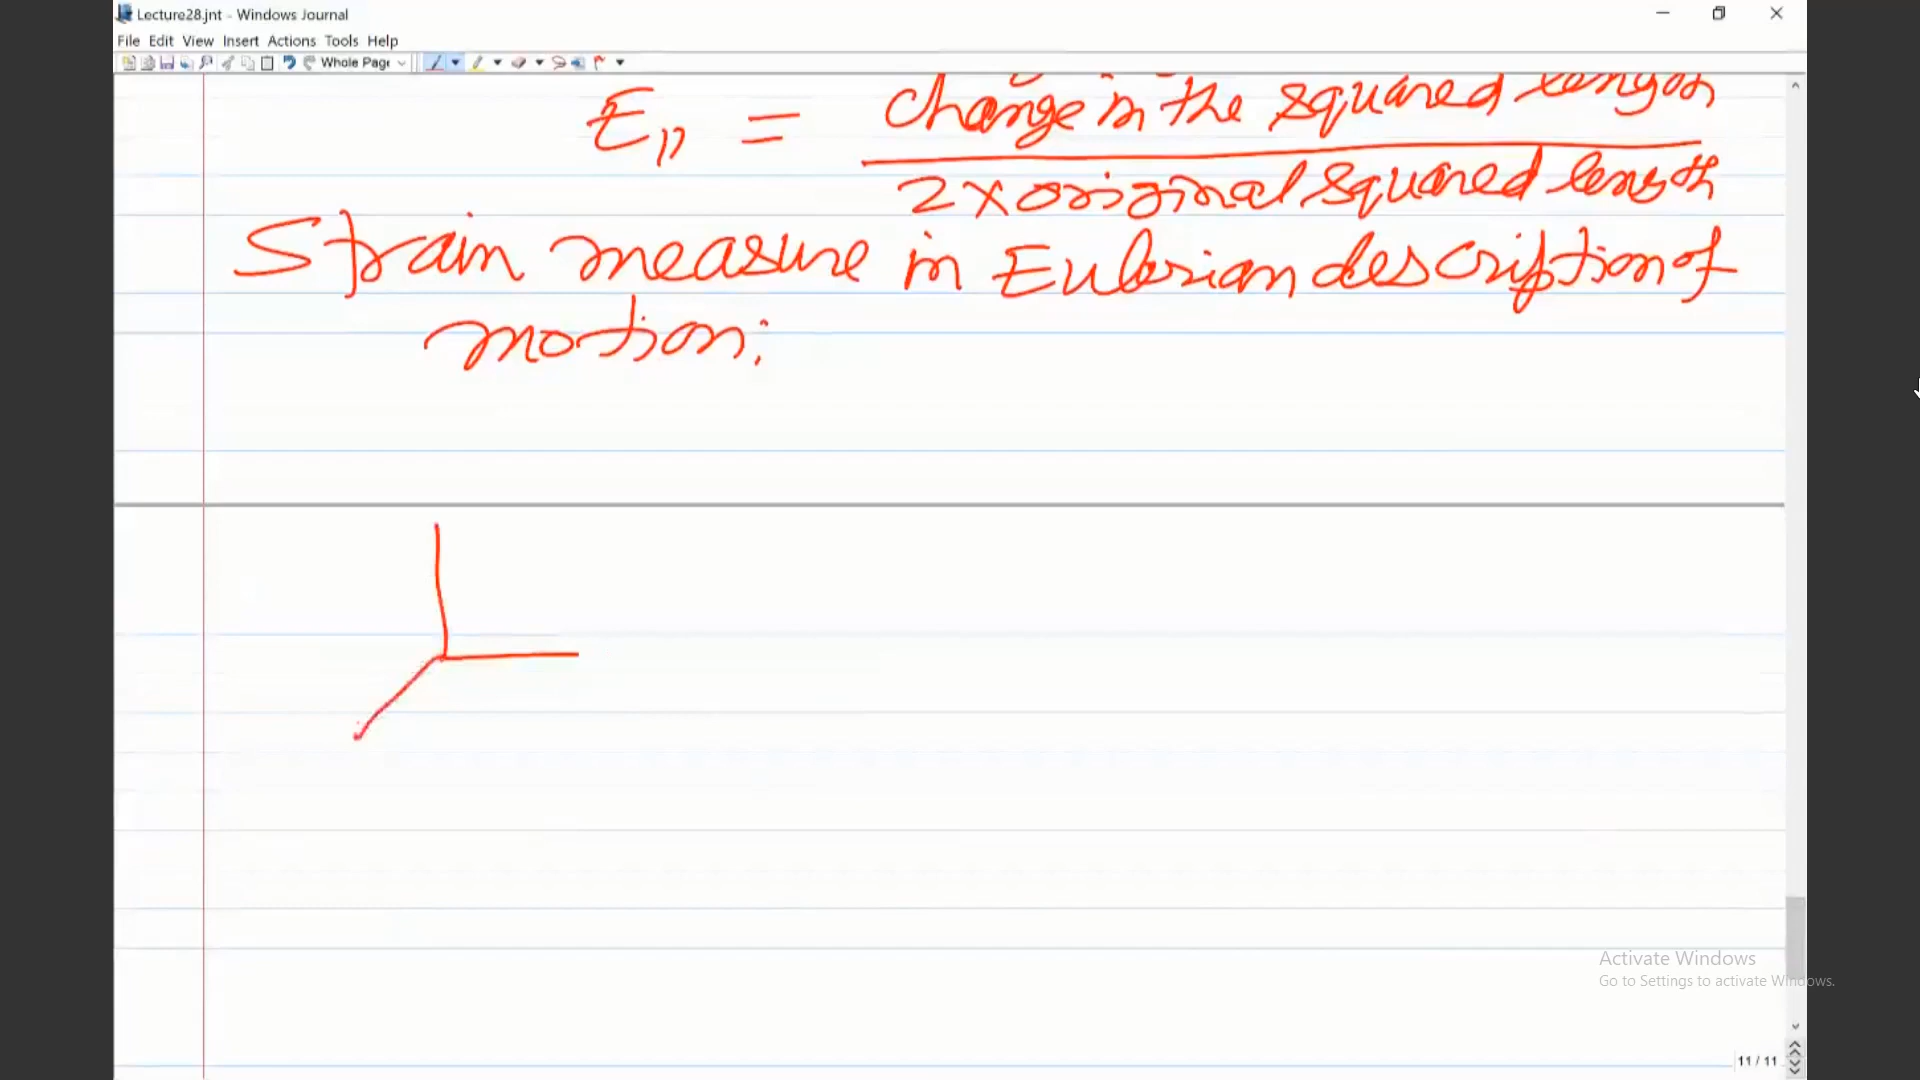 Lecture28.jnt - Windows Journal
File Edit View Insert Actions Tools Help
Whole Page
E11 = Change in the squared length
2 x original squared length
Strain measure in Eulerian description of
motion:
Activate Windows
Go to Settings to activate Windows.
11 / 11